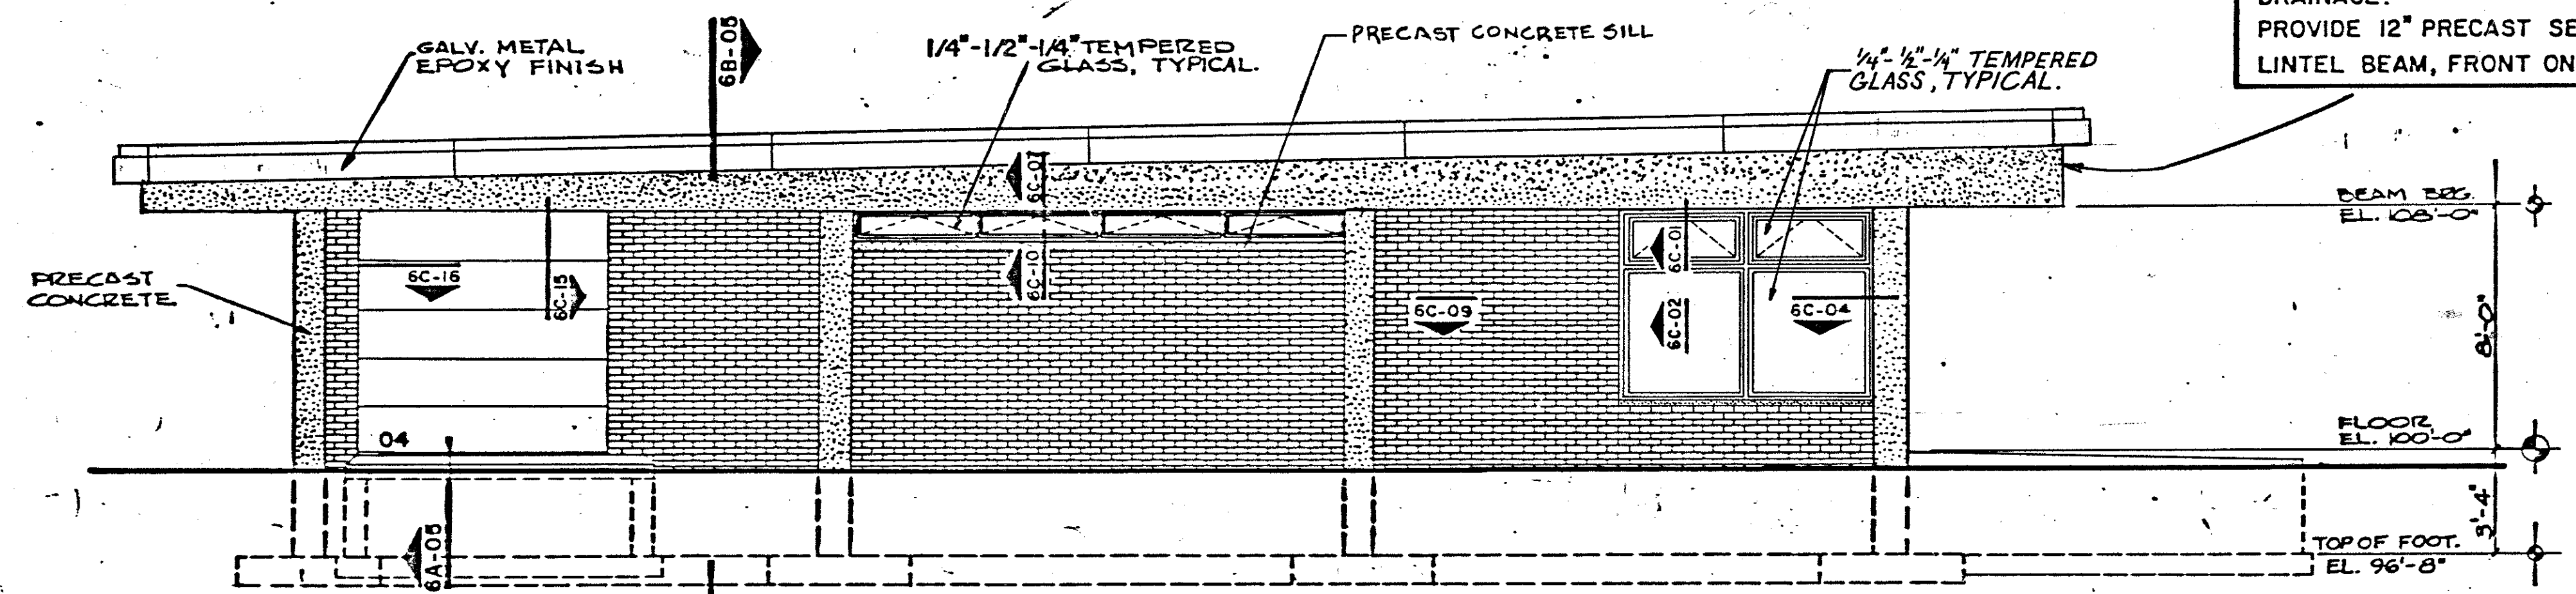 GALV. METAL
EPOXY FINISH
6B-05
1/4"-1/2"-1/4" TEMPERED
GLASS, TYPICAL.
PRECAST CONCRETE SILL
1/4"-1/2"-1/4" TEMPERED
GLASS, TYPICAL.
PROVIDE 12" PRECAST
LINTEL BEAM, FRONT
BEAM BRG.
EL. 108'-0"
PRECAST
CONCRETE
6C-16
6C-15
6C-07
6C-10
6C-09
6C-01
6C-02
6C-04
8'-0"
04
FLOOR
EL. 100'-0"
6A-05
3'-4"
TOP OF FOOT.
EL. 96'-8"